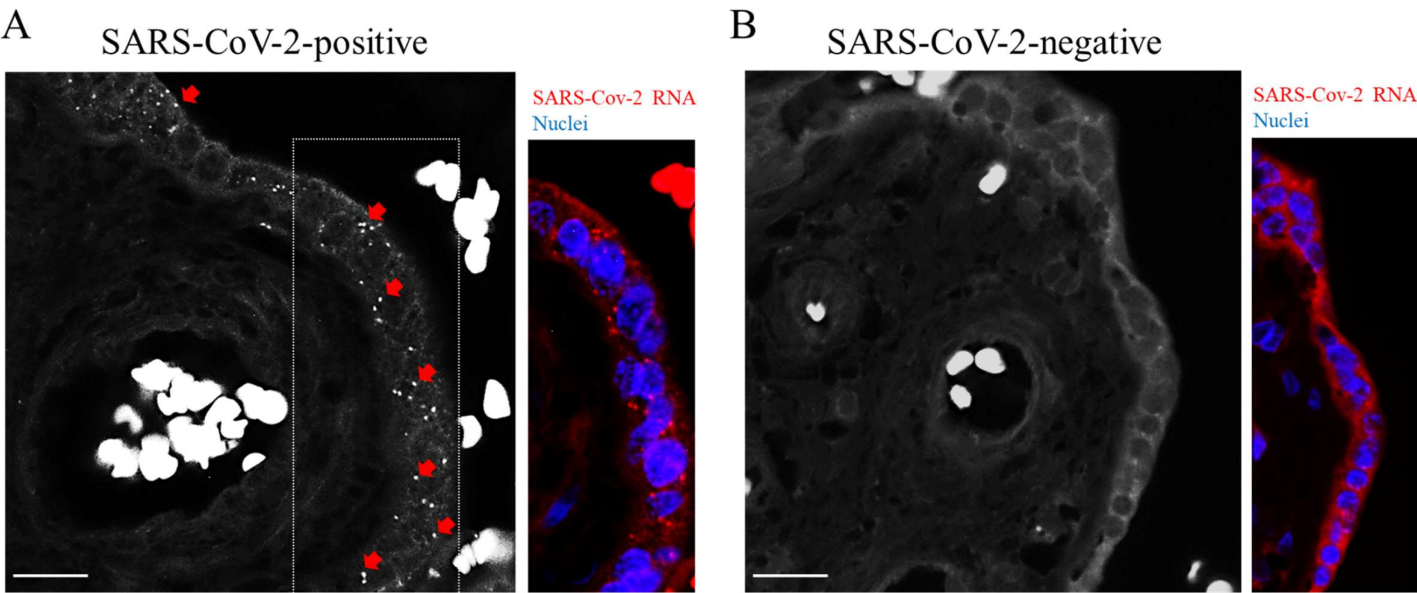 A
SARS-CoV-2-positive
SARS-Cov-2 RNA
Nuclei
B
SARS-CoV-2-negative
SARS-Cov-2 RNA
Nuclei